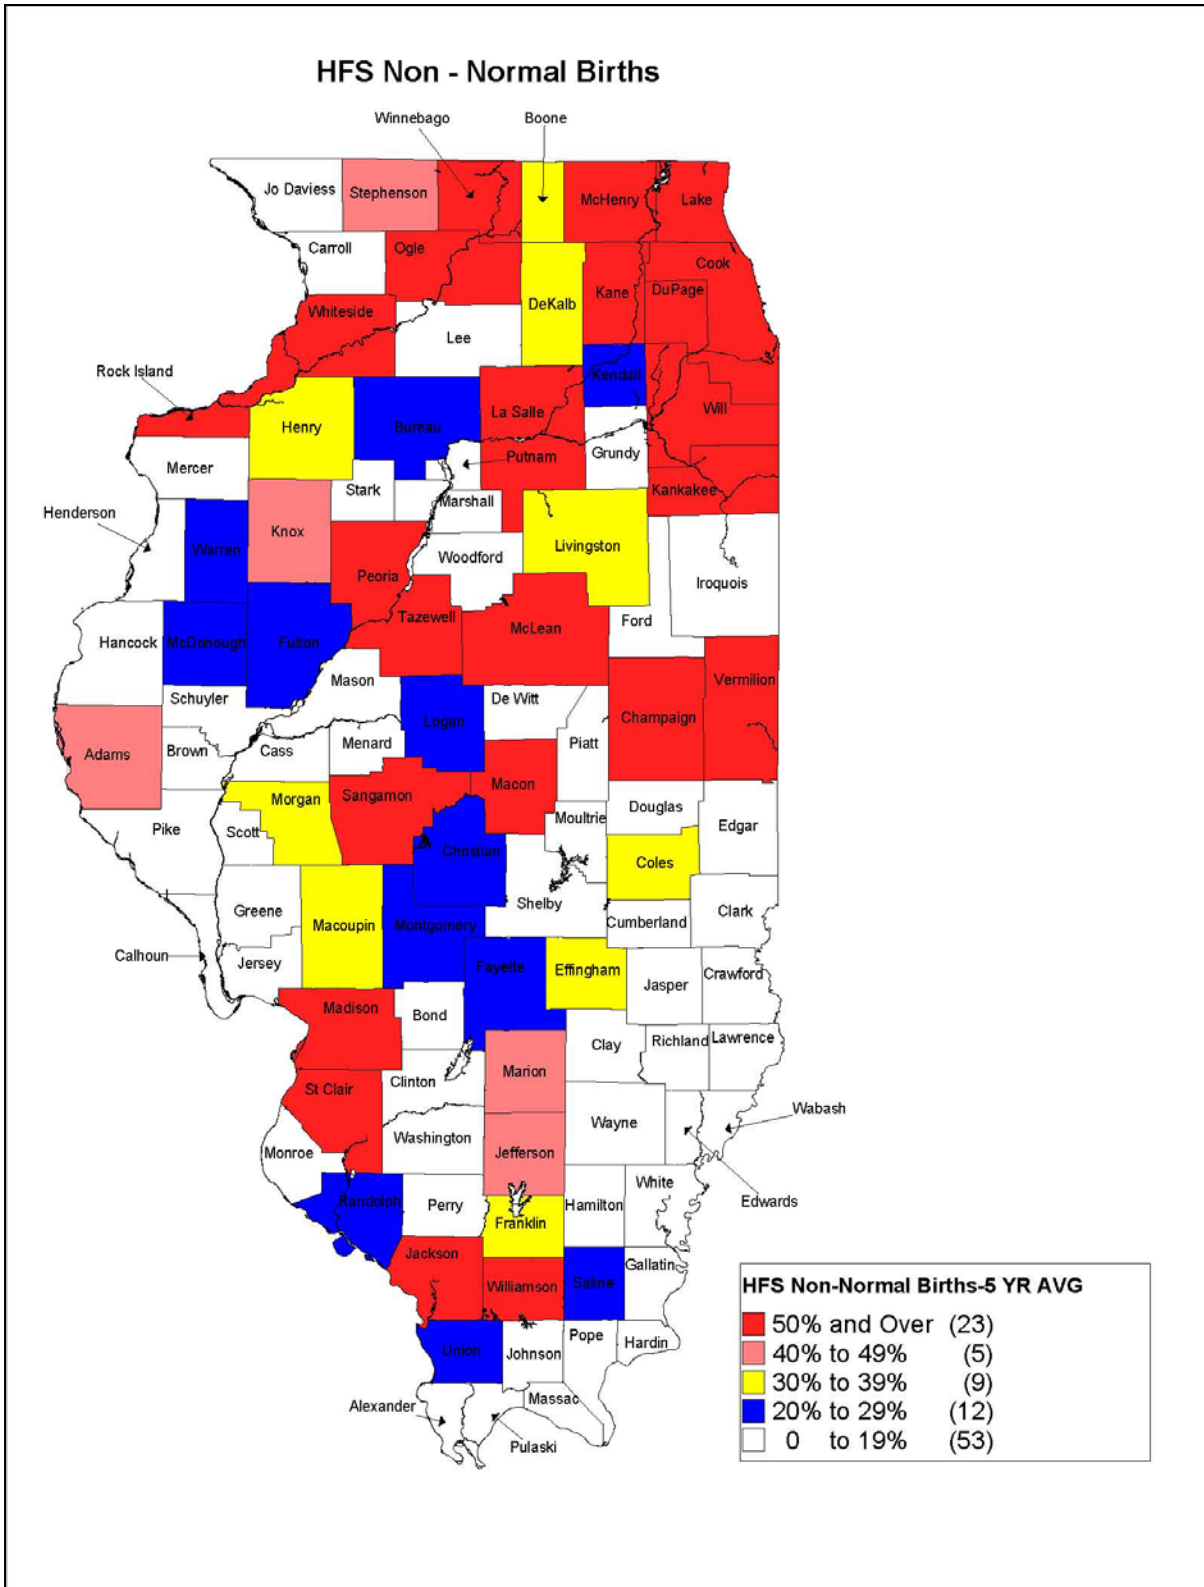 HFS Non - Normal Births
Winnebago
Boone
Jo Daviess
Stephenson
McHenry
Lake
Carroll
Ogle
Cook
DeKalb
Kane
DuPage
Whiteside
Lee
Rock Island
Kendall
La Salle
Will
Henry
Bureau
Grundy
Putnam
Mercer
Stark
Kankakee
Marshall
Henderson
Knox
Warren
Livingston
Woodford
Peoria
Iroquois
Tazewell
McLean
Ford
Hancock
McDonough
Fulton
Mason
Vermilion
Schuyler
De Witt
Champaign
Logan
Adams
Brown
Cass
Menard
Piatt
Macon
Morgan
Sangamon
Douglas
Moultrie
Edgar
Pike
Scott
Christian
Coles
Shelby
Greene
Clark
Macoupin
Montgomery
Cumberland
Calhoun
Jersey
Fayette
Effingham
Crawford
Jasper
Madison
Bond
Clay
Richland
Lawrence
Marion
Clinton
St Clair
Wabash
Wayne
Washington
Monroe
Jefferson
White
Edwards
Randolph
Perry
Hamilton
Franklin
Jackson
Gallatin
Williamson
Saline
Pope
Hardin
Union
Johnson
Massac
Alexander
Pulaski
HFS Non-Normal Births-5 YR AVG
50% and Over (23)
40% to 49% (5)
30% to 39% (9)
20% to 29% (12)
0 to 19% (53)